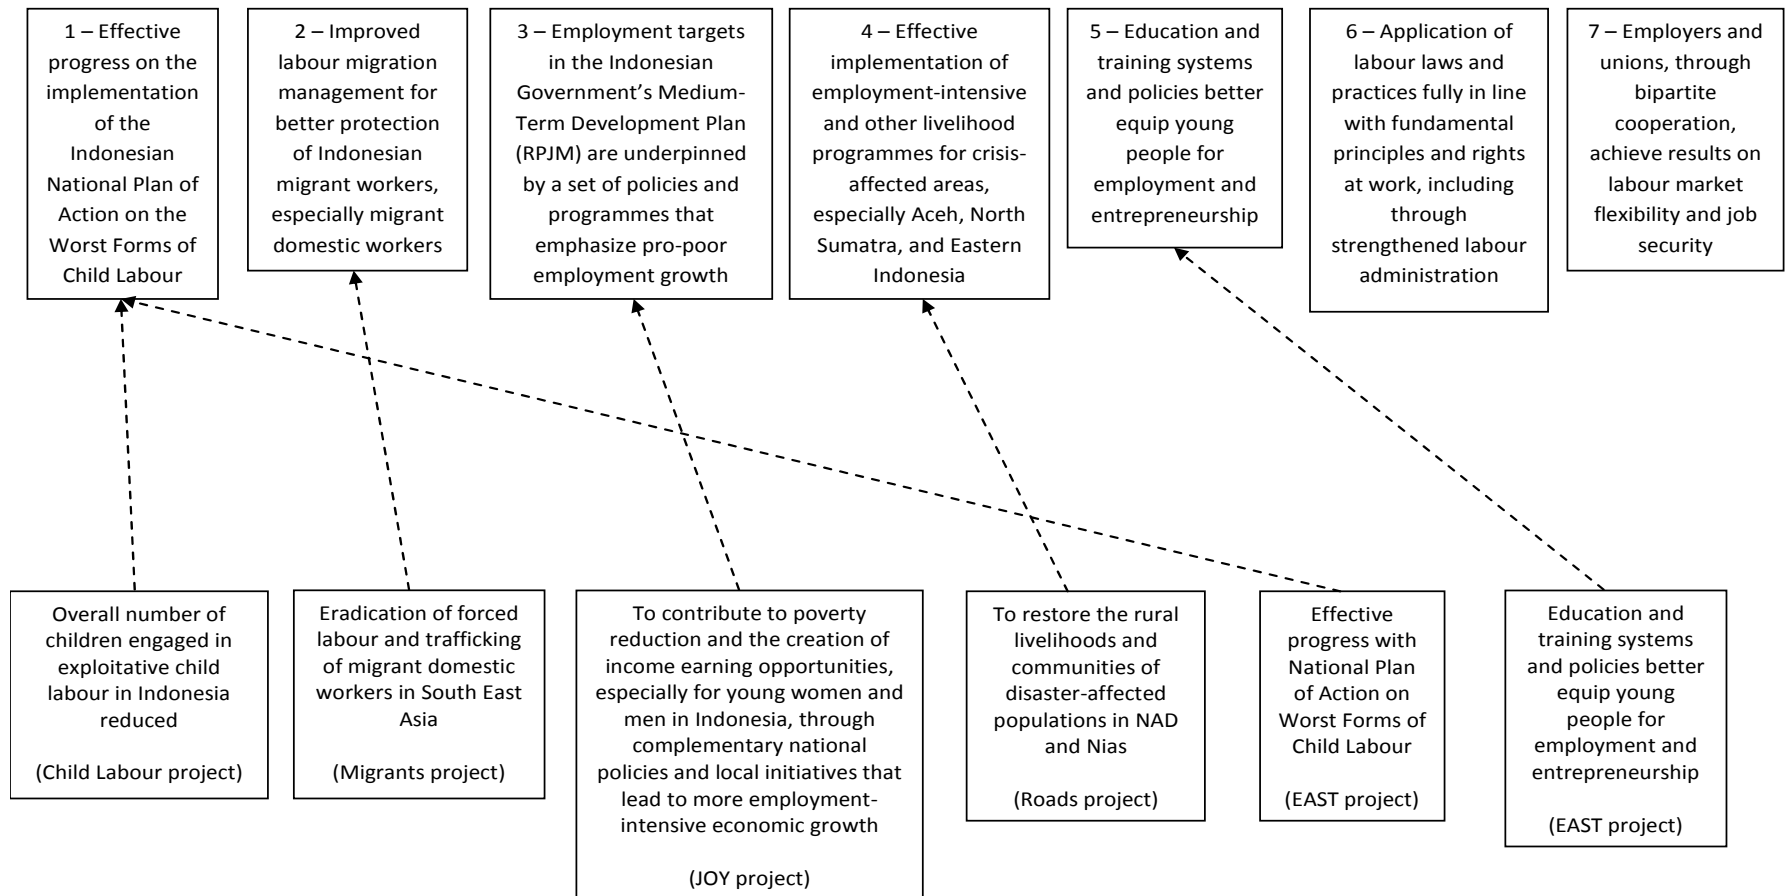 1 – Effective
progress on the
implementation
of the
Indonesian
National Plan of
Action on the
Worst Forms of
Child Labour
2 – Improved
labour migration
management for
better protection
of Indonesian
migrant workers,
especially migrant
domestic workers
3 – Employment targets
in the Indonesian
Government’s Medium-
Term Development Plan
(RPJM) are underpinned
by a set of policies and
programmes that
emphasize pro-poor
employment growth
4 – Effective
implementation of
employment-intensive
and other livelihood
programmes for crisis-
affected areas,
especially Aceh, North
Sumatra, and Eastern
Indonesia
5 – Education and
training systems
and policies better
equip young
people for
employment and
entrepreneurship
6 – Application of
labour laws and
practices fully in line
with fundamental
principles and rights
at work, including
through
strengthened labour
administration
7 – Employers and
unions, through
bipartite
cooperation,
achieve results on
labour market
flexibility and job
security
Overall number of
children engaged in
exploitative child
labour in Indonesia
reduced
(Child Labour project)
Eradication of forced
labour and trafficking
of migrant domestic
workers in South East
Asia
(Migrants project)
To contribute to poverty
reduction and the creation of
income earning opportunities,
especially for young women and
men in Indonesia, through
complementary national
policies and local initiatives that
lead to more employment-
intensive economic growth
(JOY project)
To restore the rural
livelihoods and
communities of
disaster-affected
populations in NAD
and Nias
(Roads project)
Effective
progress with
National Plan
of Action on
Worst Forms of
Child Labour
(EAST project)
Education and
training systems
and policies better
equip young
people for
employment and
entrepreneurship
(EAST project)